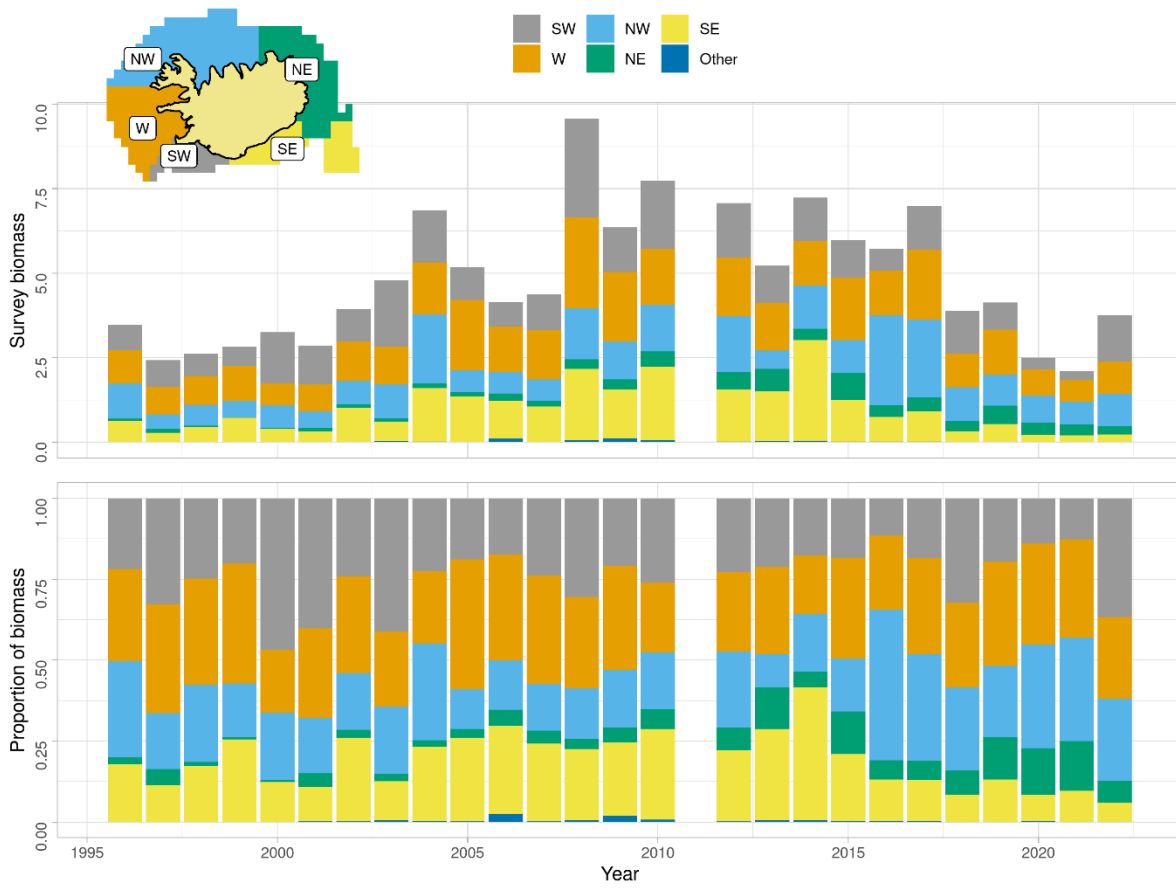 SW NW SE
W NE Other
NW
NE
W
SW
SE
Survey biomass
10.0
7.5
5.0
2.5
0.0
Proportion of biomass
1.00
0.75
0.50
0.25
0.00
1995 2000 2005 2010 2015 2020
Year